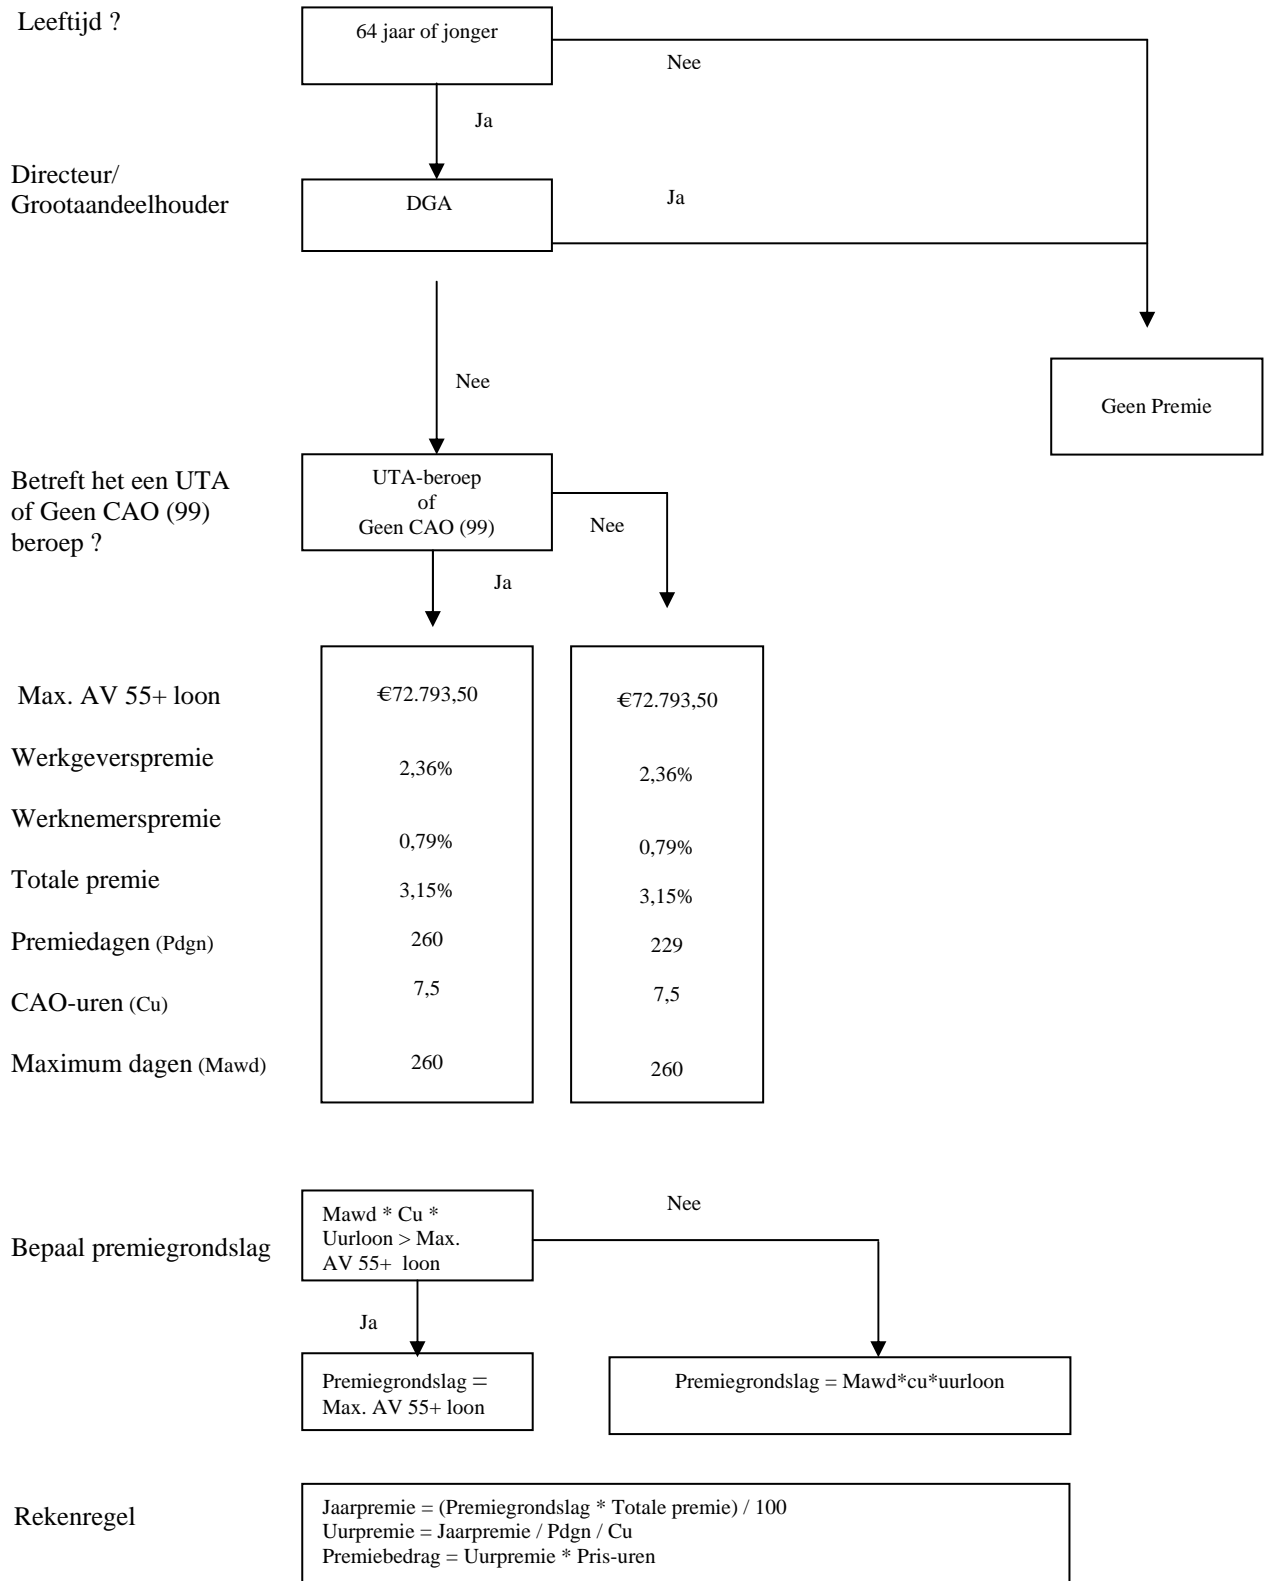 Leeftijd ?
64 jaar of jonger
Nee
Ja
Directeur/
Grootaandeelhouder
DGA
Ja
Nee
Geen Premie
Betreft het een UTA
of Geen CAO (99)
beroep ?
UTA-beroep
of
Geen CAO (99)
Nee
Ja
Max. AV 55+ loon
€72.793,50
€72.793,50
Werkgeverspremie
2,36%
2,36%
Werknemerspremie
0,79%
0,79%
Totale premie
3,15%
3,15%
Premiedagen (Pdgn)
260
229
CAO-uren (Cu)
7,5
7,5
Maximum dagen (Mawd)
260
260
Bepaal premiegrondslag
Mawd * Cu *
Uurloon > Max.
AV 55+ loon
Nee
Ja
Premiegrondslag =
Max. AV 55+ loon
Premiegrondslag = Mawd*cu*uurloon
Rekenregel
Jaarpremie = (Premiegrondslag * Totale premie) / 100
Uurpremie = Jaarpremie / Pdgn / Cu
Premiebedrag = Uurpremie * Pris-uren